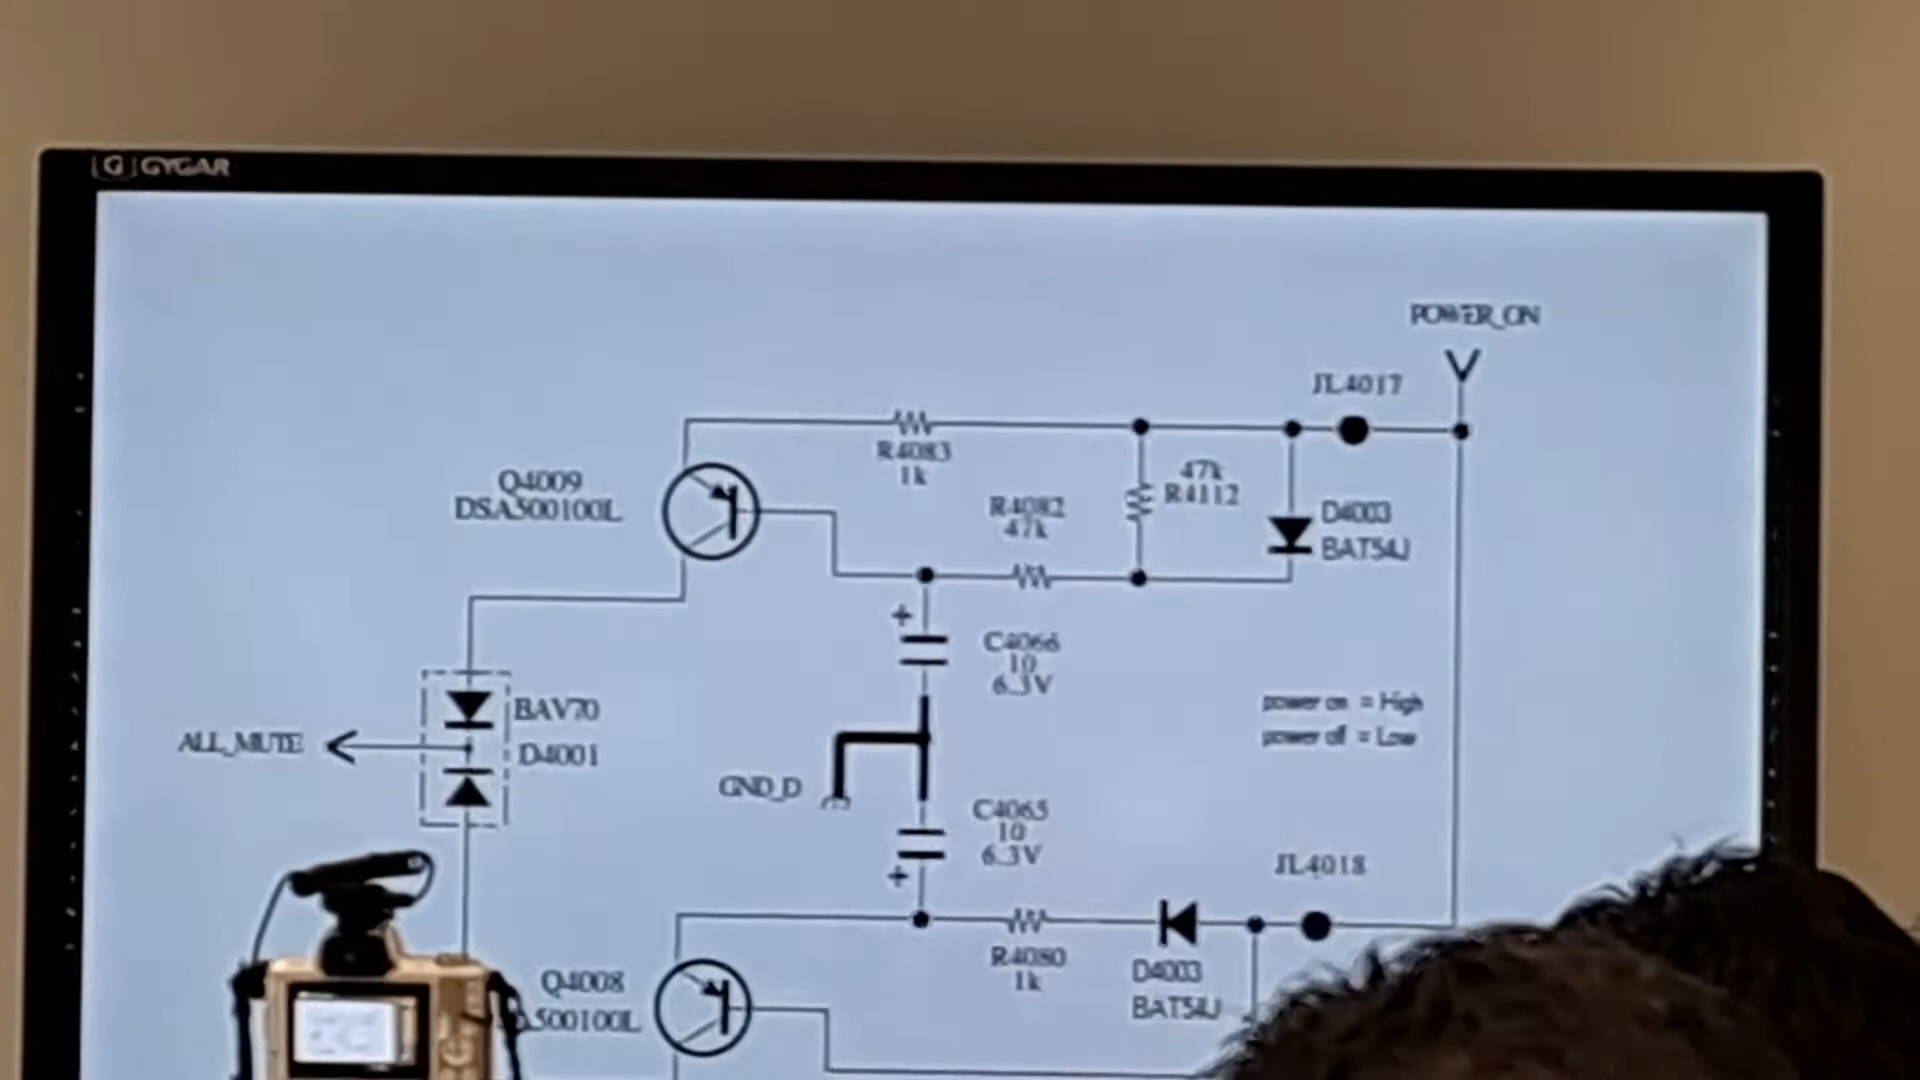 G GYGAR
POWER_ON
JL4017
R4083
1k
Q4009
DSA500100L
47k
R4112
R4082
47k
D4003
BAT54J
+
C4066
10
6.3V
BAV70
power on = High
ALL_MUTE
D4001
power off = Low
GND_D
C4065
10
6.3V
+
JL4018
R4080
1k
D4003
BAT54J
Q4008
500100L